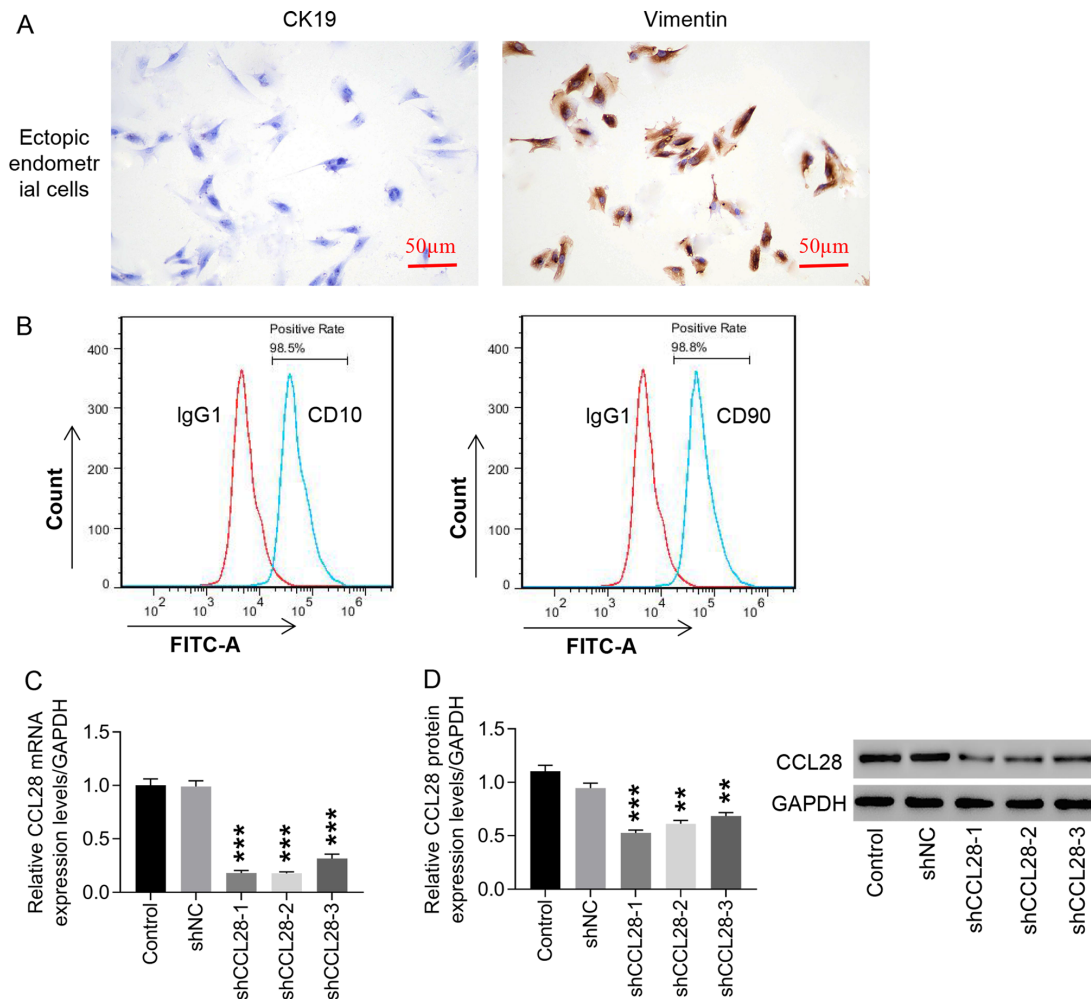 A
CK19
Vimentin
Ectopic
endometr
ial cells
50μm
50μm
B
Positive Rate
98.5%
400
300
200
100
0
IgG1
CD10
Count
10^2
10^3
10^4
10^5
10^6
FITC-A
Positive Rate
98.8%
400
300
200
100
0
IgG1
CD90
Count
10^2
10^3
10^4
10^5
10^6
FITC-A
C
Relative CCL28 mRNA
expression levels/GAPDH
1.5
1.0
0.5
0.0
***
***
***
Control
shNC
shCCL28-1
shCCL28-2
shCCL28-3
D
Relative CCL28 protein
expression levels/GAPDH
1.5
1.0
0.5
0.0
***
**
**
Control
shNC
shCCL28-1
shCCL28-2
shCCL28-3
CCL28
GAPDH
Control
shNC
shCCL28-1
shCCL28-2
shCCL28-3